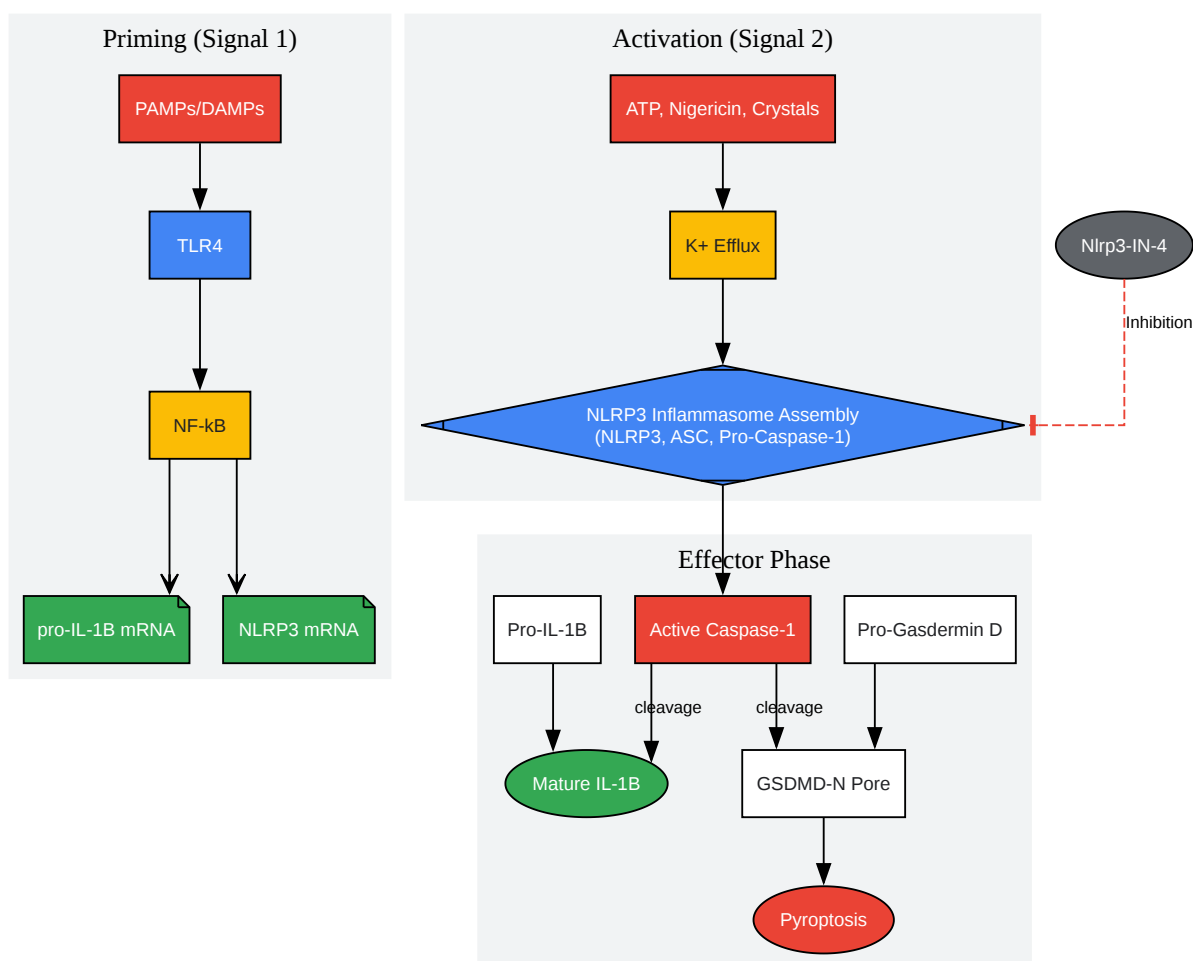 Priming (Signal 1)
PAMPs/DAMPs
TLR4
NF-kB
pro-IL-1B mRNA
NLRP3 mRNA
Activation (Signal 2)
ATP, Nigericin, Crystals
K+ Efflux
NLRP3 Inflammasome Assembly
(NLRP3, ASC, Pro-Caspase-1)
Nlrp3-IN-4
Inhibition
Effector Phase
Pro-IL-1B
Active Caspase-1
Pro-Gasdermin D
cleavage
cleavage
Mature IL-1B
GSDMD-N Pore
Pyroptosis